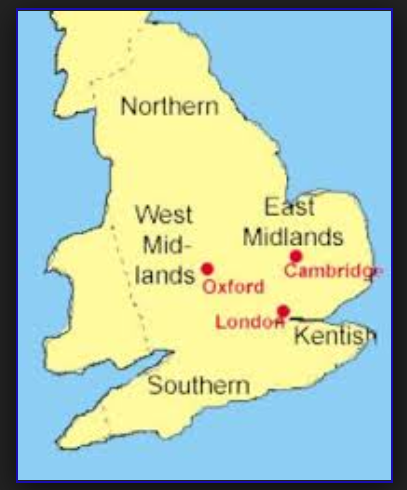 Northern
West
Mid-
lands
East
Midlands
Cambridge
Oxford
London
Kentish
Southern